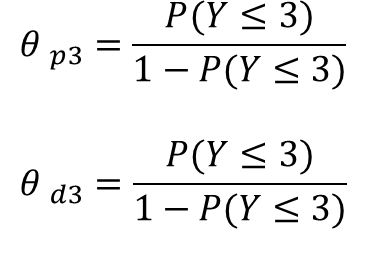 θ p3 = P(Y ≤ 3) / 1 − P(Y ≤ 3)
θ d3 = P(Y ≤ 3) / 1 − P(Y ≤ 3)